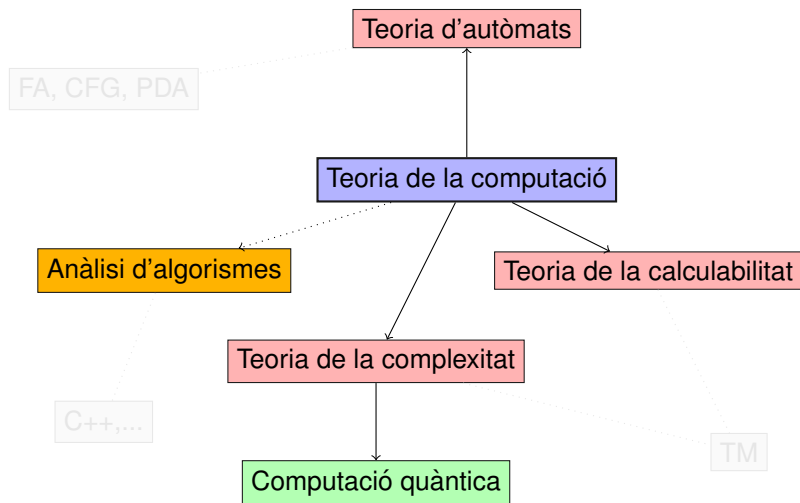 Teoria d'autòmats
FA, CFG, PDA
Teoria de la computació
Anàlisi d'algorismes
Teoria de la calculabilitat
Teoria de la complexitat
C++,...
TM
Computació quàntica